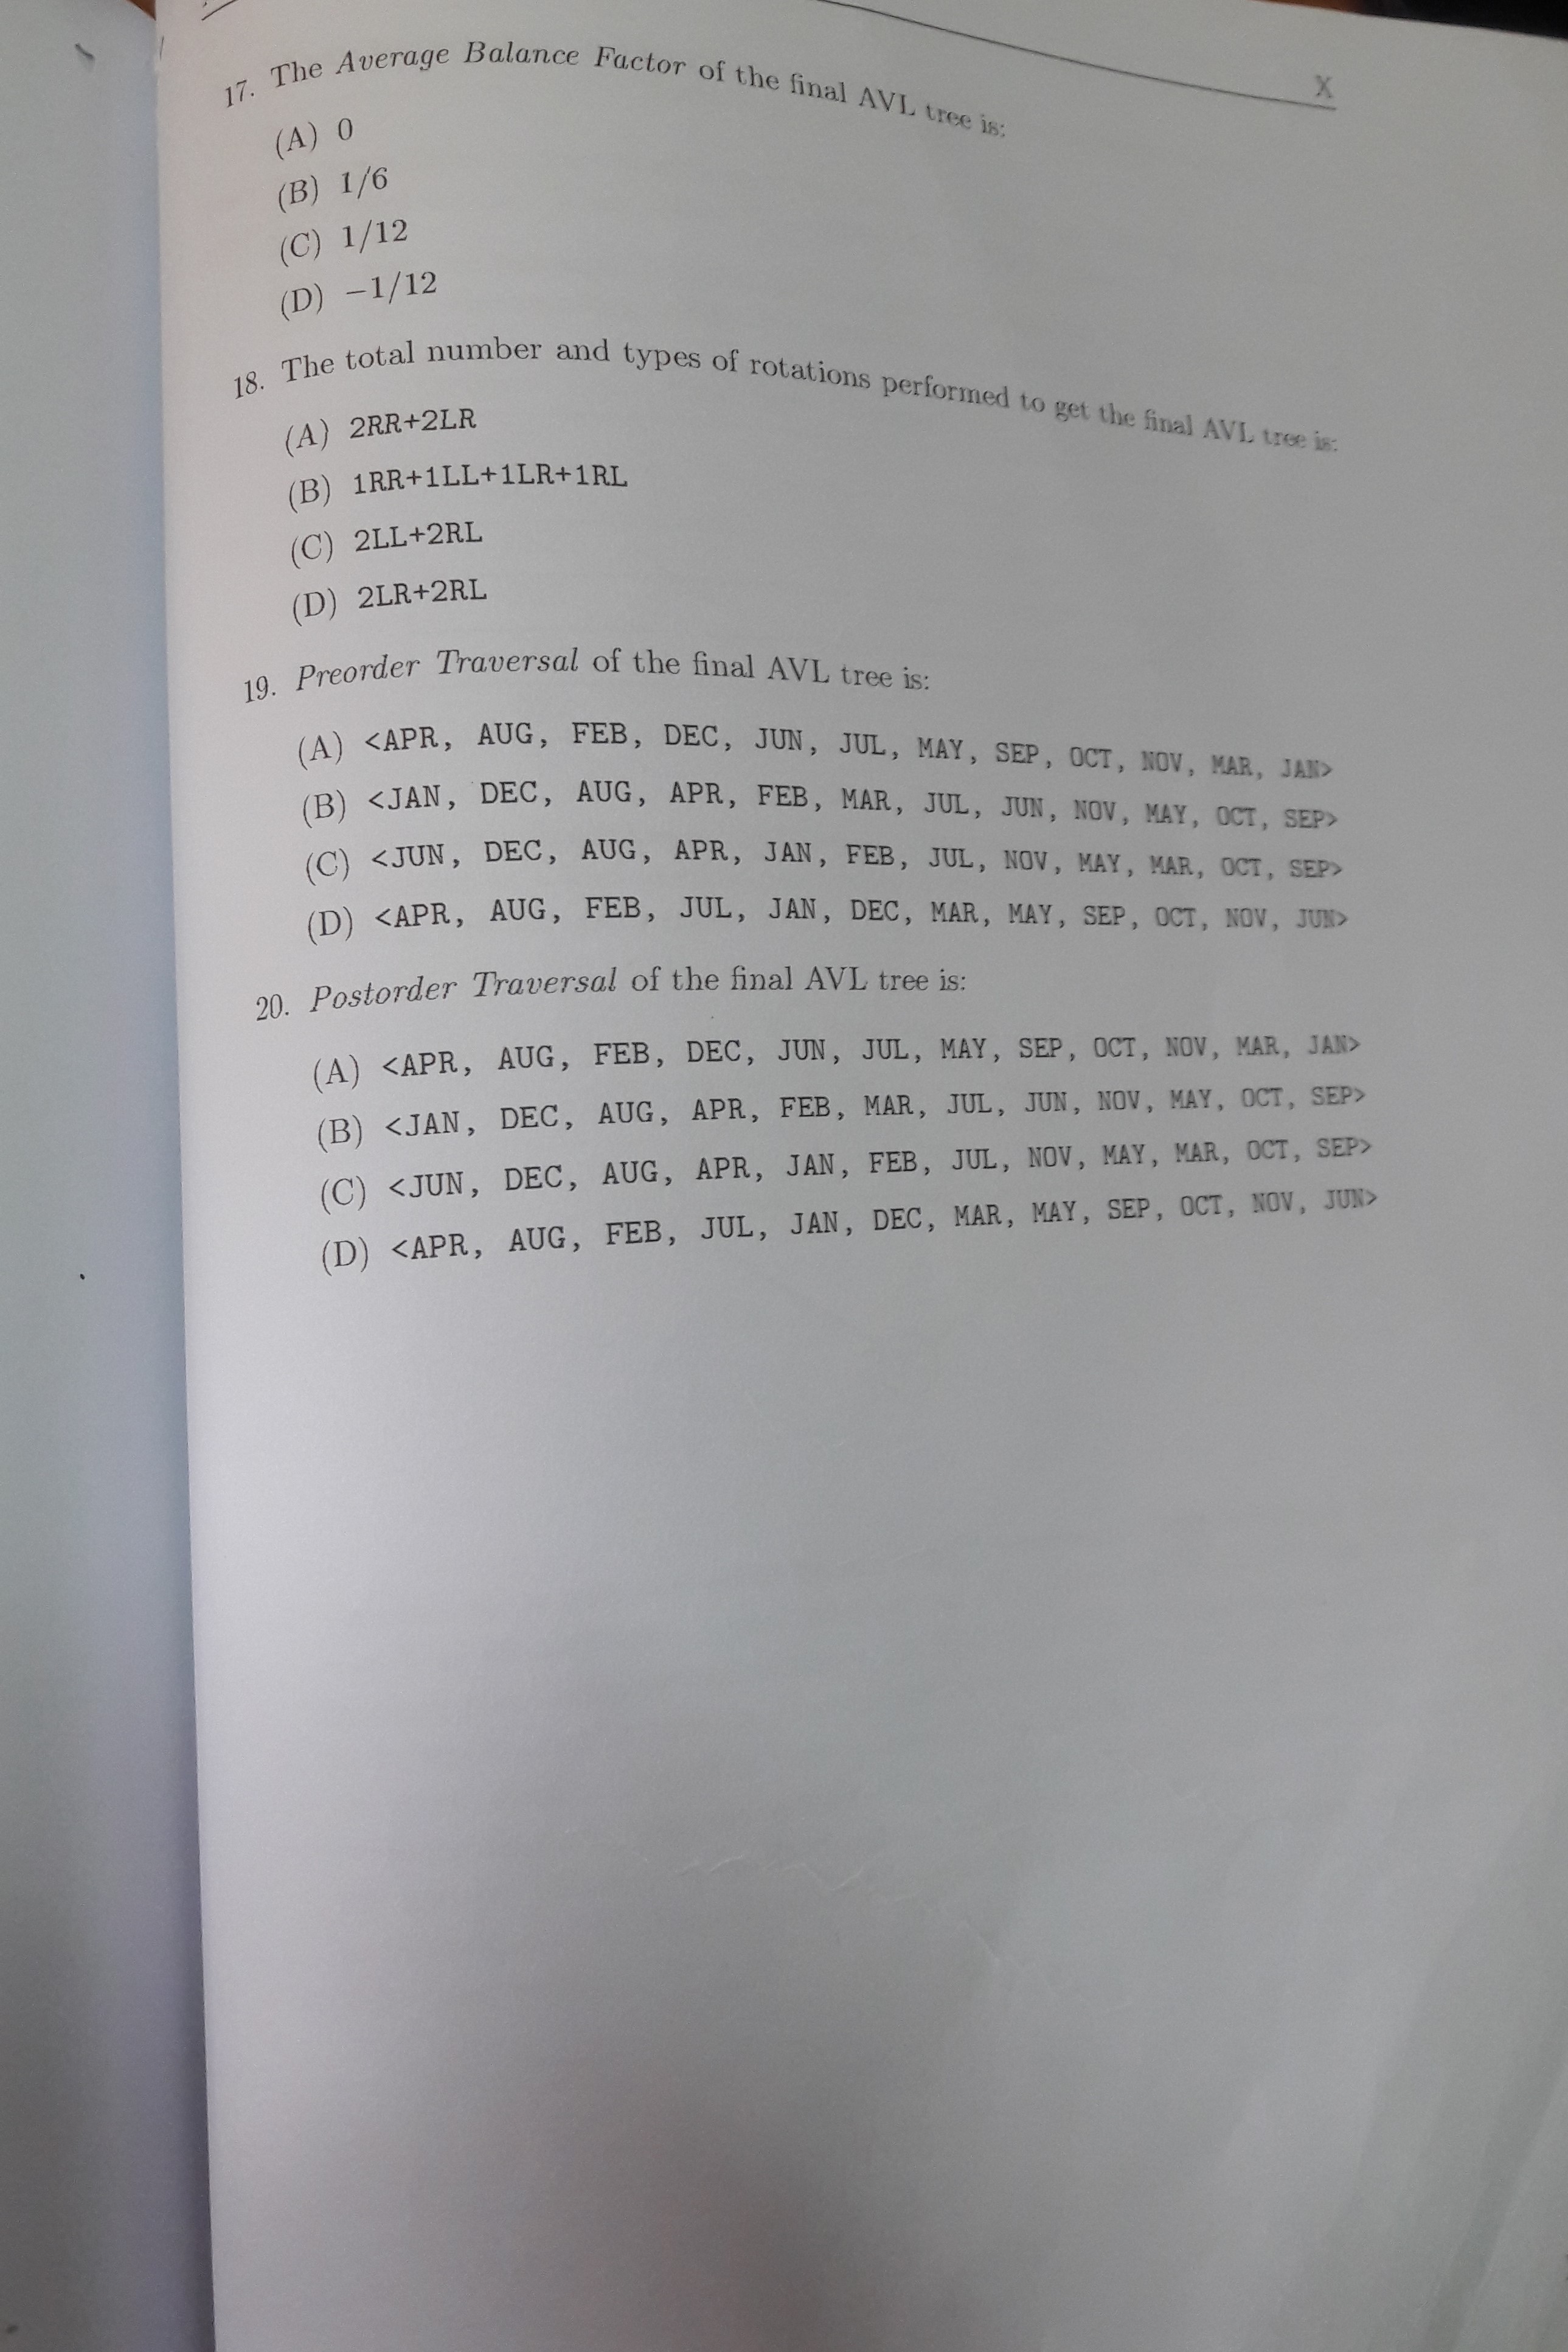 X
17. The Average Balance Factor of the final AVL tree is:
(A) 0
(B) 1/6
(C) 1/12
(D) −1/12
18. The total number and types of rotations performed to get the final AVL tree is:
(A) 2RR+2LR
(B) 1RR+1LL+1LR+1RL
(C) 2LL+2RL
(D) 2LR+2RL
19. Preorder Traversal of the final AVL tree is:
(A) <APR, AUG, FEB, DEC, JUN, JUL, MAY, SEP, OCT, NOV, MAR, JAN>
(B) <JAN, DEC, AUG, APR, FEB, MAR, JUL, JUN, NOV, MAY, OCT, SEP>
(C) <JUN, DEC, AUG, APR, JAN, FEB, JUL, NOV, MAY, MAR, OCT, SEP>
(D) <APR, AUG, FEB, JUL, JAN, DEC, MAR, MAY, SEP, OCT, NOV, JUN>
20. Postorder Traversal of the final AVL tree is:
(A) <APR, AUG, FEB, DEC, JUN, JUL, MAY, SEP, OCT, NOV, MAR, JAN>
(B) <JAN, DEC, AUG, APR, FEB, MAR, JUL, JUN, NOV, MAY, OCT, SEP>
(C) <JUN, DEC, AUG, APR, JAN, FEB, JUL, NOV, MAY, MAR, OCT, SEP>
(D) <APR, AUG, FEB, JUL, JAN, DEC, MAR, MAY, SEP, OCT, NOV, JUN>